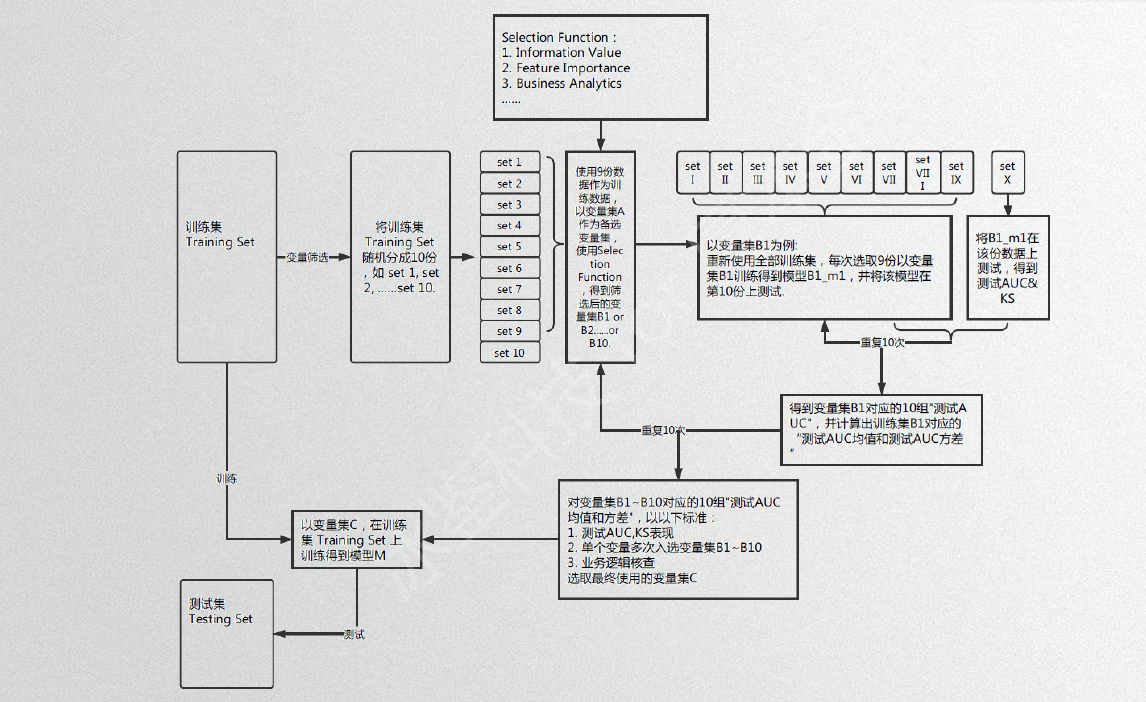 Selection Function :
1. Information Value
2. Feature Importance
3. Business Analytics
......
训练集
Training Set
变量筛选
将训练集
Training Set
随机分成10份
，如 set 1, set
2, ......set 10.
set 1
set 2
set 3
set 4
set 5
set 6
set 7
set 8
set 9
set 10
使用9份数
据作为训
练数据，
以变量集A
作为备选
变量集，
使用Selec
tion
Function
，得到筛
选后的变
量集B1 or
B2......or
B10.
set
I
set
II
set
III
set
IV
set
V
set
VI
set
VII
set
VII
I
set
IX
set
X
以变量集B1为例:
重新使用全部训练集，每次选取9份以变量
集B1训练得到模型B1_m1，并将该模型在
第10份上测试.
将B1_m1在
该份数据上
测试，得到
测试AUC&
KS
重复10次
得到变量集B1对应的10组"测试A
UC"，并计算出训练集B1对应的
"测试AUC均值和测试AUC方差
"
重复10次
对变量集B1~B10对应的10组"测试AUC
均值和方差"，以以下标准：
1. 测试AUC,KS表现
2. 单个变量多次入选变量集B1~B10
3. 业务逻辑核查
选取最终使用的变量集C
训练
以变量集C，在训练
集 Training Set 上
训练得到模型M
测试集
Testing Set
测试